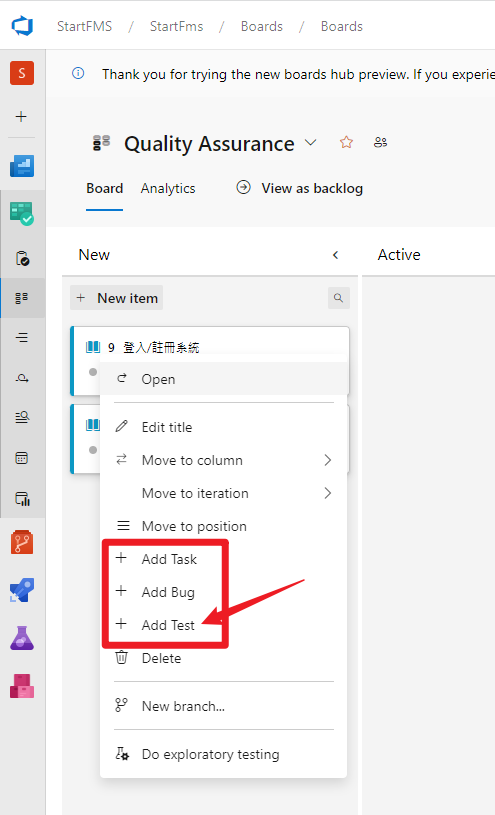 StartFMS / StartFms / Boards / Boards
S
Thank you for trying the new boards hub preview. If you experie
Quality Assurance
Board Analytics View as backlog
New Active
New item
9 登入/註冊系統
Open
Edit title
Move to column
Move to iteration
Move to position
Add Task
Add Bug
Add Test
Delete
New branch...
Do exploratory testing